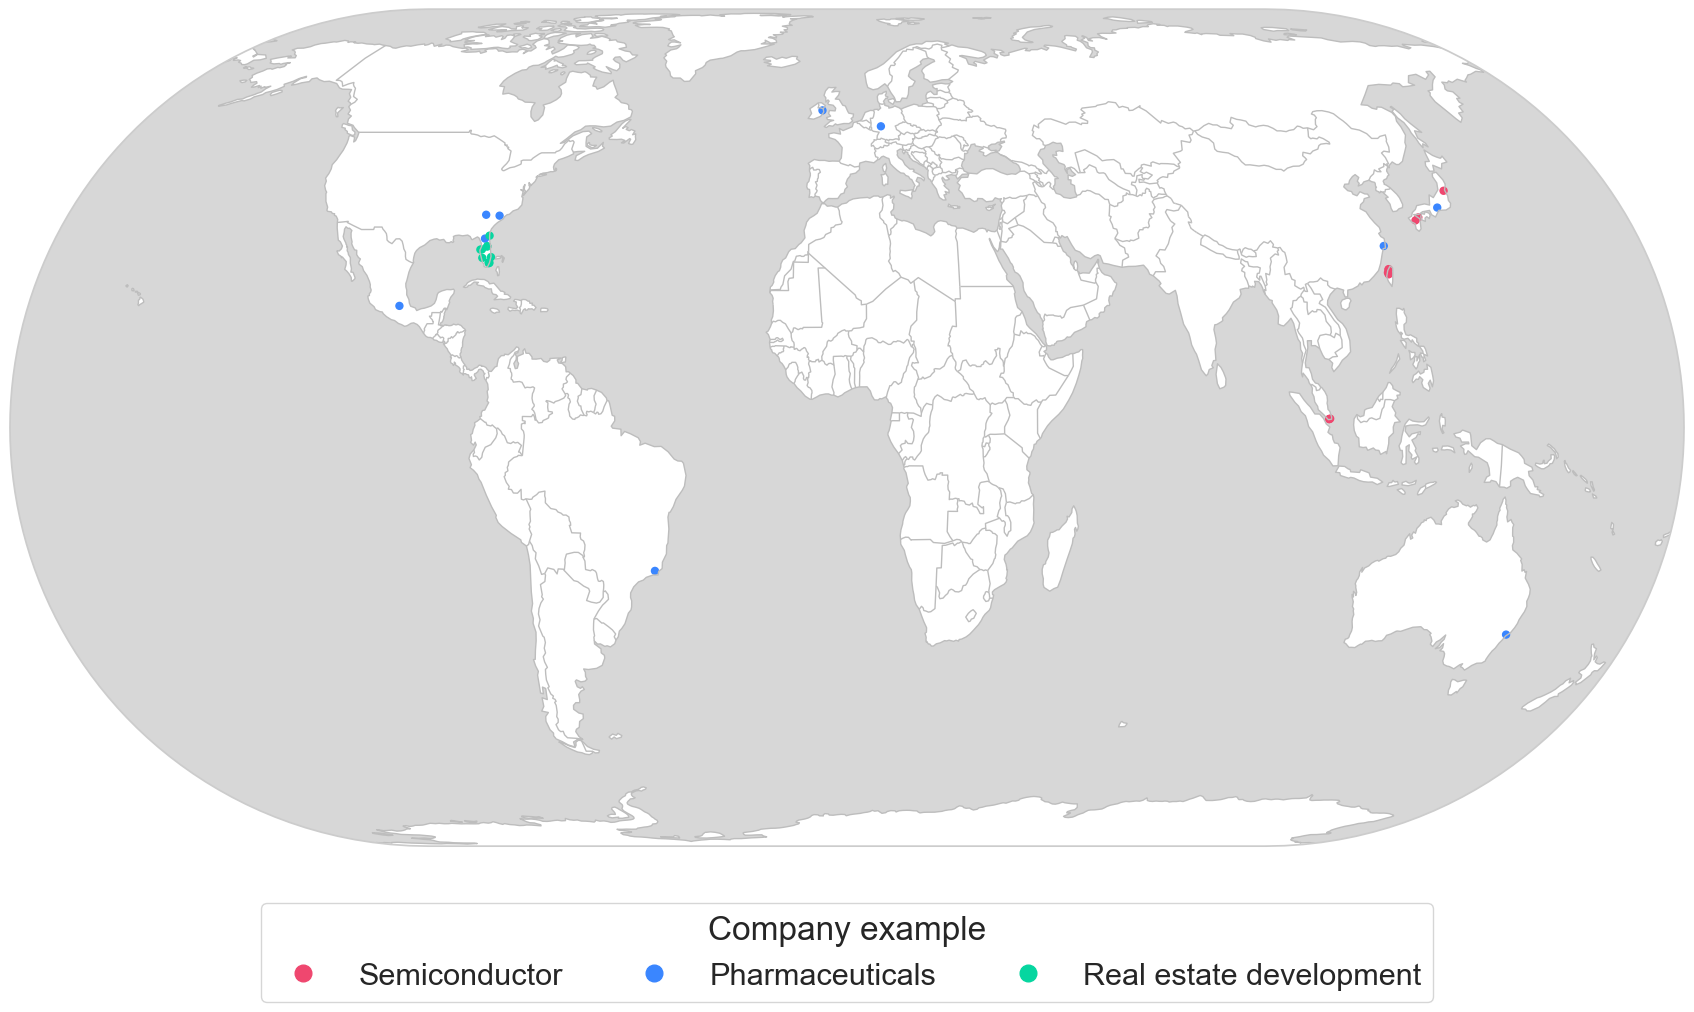 Company example
Semiconductor
Pharmaceuticals
Real estate development